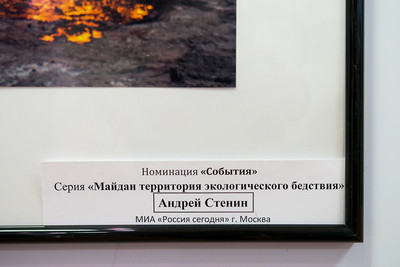 Номинация «События»
Серия «Майдан территория экологического бедствия»
Андрей Стенин
МИА «Россия сегодня» г. Москва